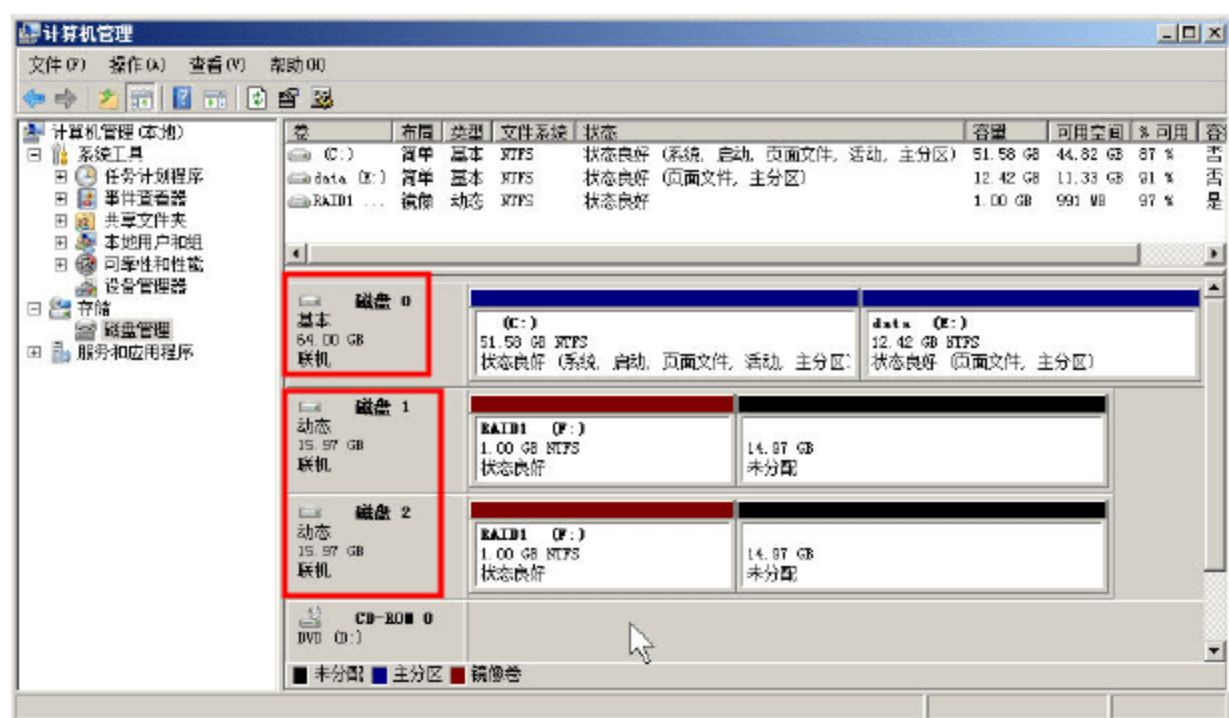 计算机管理
文件(F) 操作(A) 查看(V) 帮助(H)
计算机管理(本地)
系统工具
任务计划程序
事件查看器
共享文件夹
本地用户和组
可靠性和性能
设备管理器
存储
磁盘管理
服务和应用程序
卷 布局 类型 文件系统 状态 容量 可用空间 % 可用 容
(C:) 简单 基本 NTFS 状态良好 (系统, 启动, 页面文件, 活动, 主分区) 51.58 GB 44.82 GB 87 % 否
data (E:) 简单 基本 NTFS 状态良好 (页面文件, 主分区) 12.42 GB 11.33 GB 91 % 否
RAID1 ... 镜像 动态 NTFS 状态良好 1.00 GB 991 MB 97 % 是
磁盘 0
基本
64.00 GB
联机
(C:)
51.58 GB NTFS
状态良好 (系统, 启动, 页面文件, 活动, 主分区)
data (E:)
12.42 GB NTFS
状态良好 (页面文件, 主分区)
磁盘 1
动态
15.97 GB
联机
RAID1 (F:)
1.00 GB NTFS
状态良好
14.97 GB
未分配
磁盘 2
动态
15.97 GB
联机
RAID1 (F:)
1.00 GB NTFS
状态良好
14.97 GB
未分配
CD-ROM 0
DVD (D:)
未分配 主分区 镜像卷